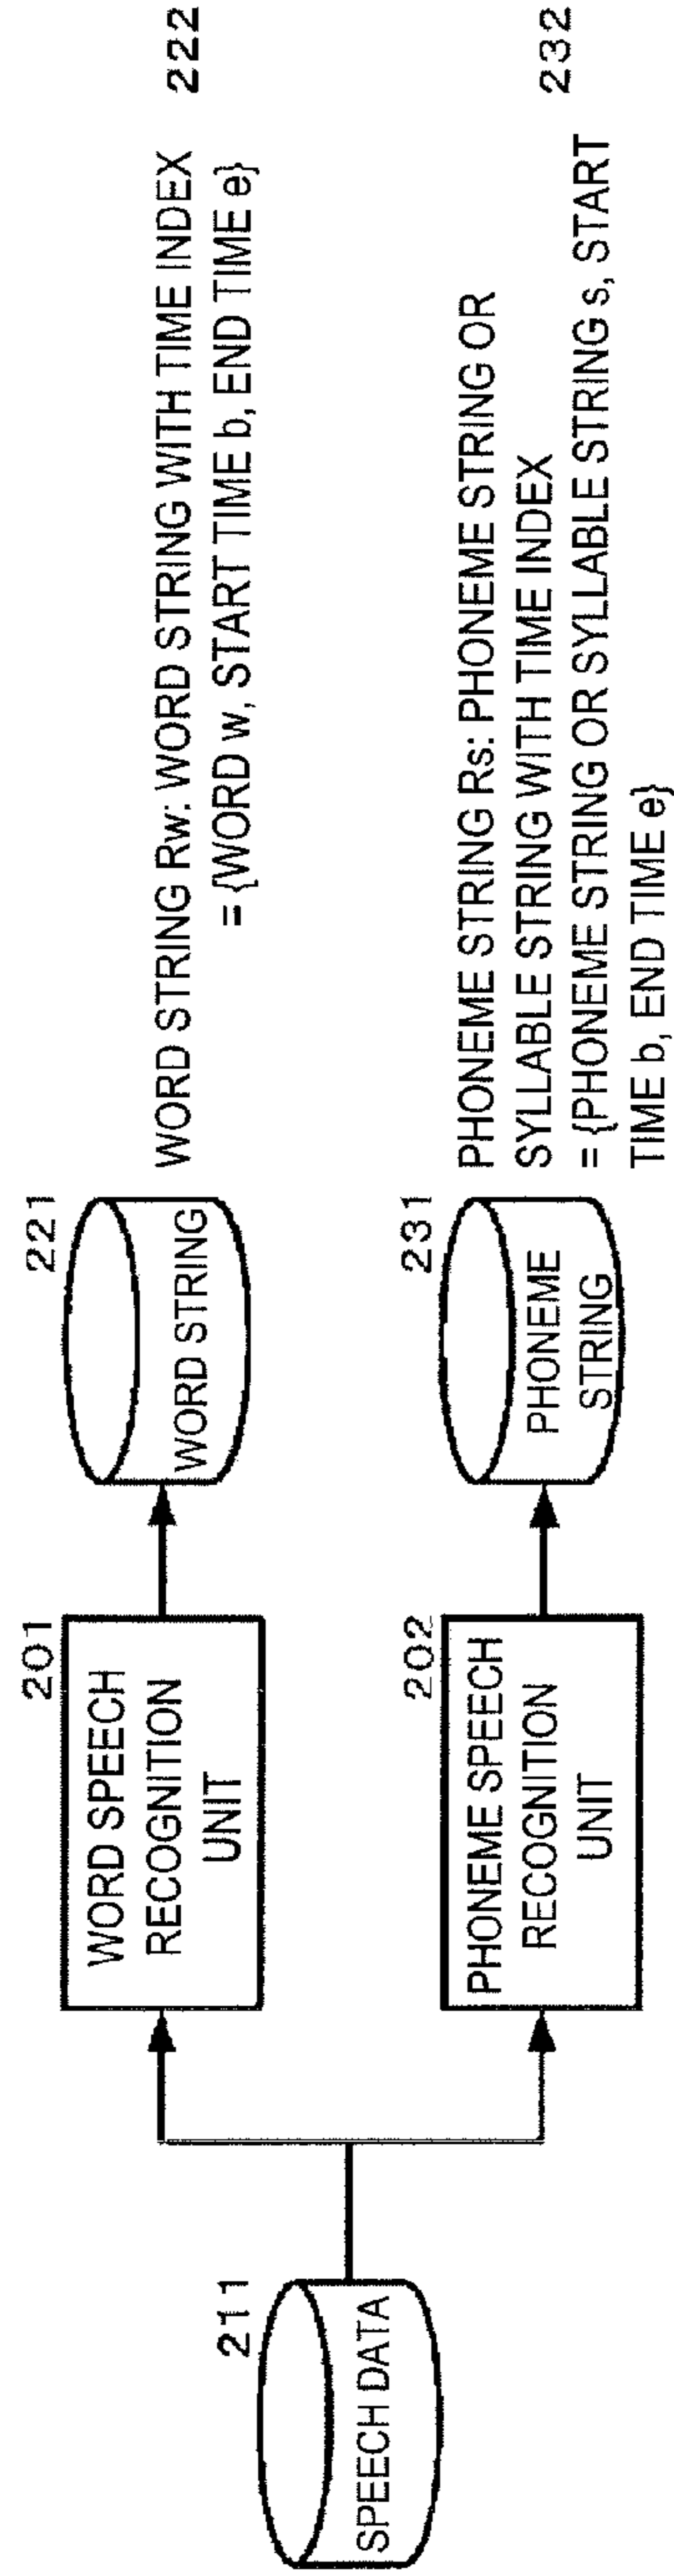 211
SPEECH DATA
201
WORD SPEECH
RECOGNITION
UNIT
221
WORD STRING
WORD STRING Rw: WORD STRING WITH TIME INDEX
={WORD w, START TIME b, END TIME e}
222
202
PHONEME SPEECH
RECOGNITION
UNIT
231
PHONEME
STRING
PHONEME STRING Rs: PHONEME STRING OR
SYLLABLE STRING WITH TIME INDEX
= {PHONEME STRING OR SYLLABLE STRING s, START
TIME b, END TIME e}
232